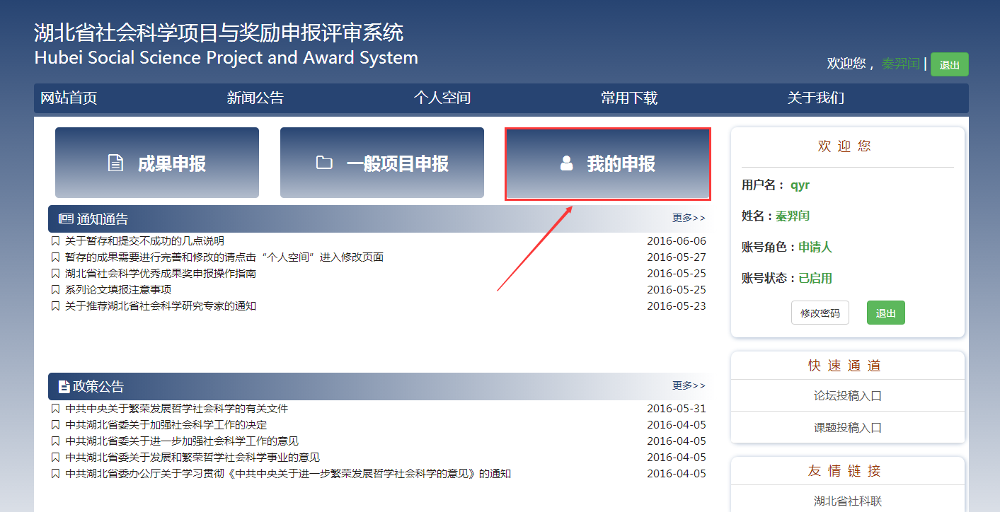 湖北省社会科学项目与奖励申报评审系统
Hubei Social Science Project and Award System
欢迎您， 秦羿闰 | 退出
网站首页 新闻公告 个人空间 常用下载 关于我们
成果申报 一般项目申报 我的申报
通知通告 更多>>
关于暂存和提交不成功的几点说明 2016-06-06
暂存的成果需要进行完善和修改的请点击“个人空间”进入修改页面 2016-05-27
湖北省社会科学优秀成果奖申报操作指南 2016-05-25
系列论文填报注意事项 2016-05-25
关于推荐湖北省社会科学研究专家的通知 2016-05-23
政策公告 更多>>
中共中央关于繁荣发展哲学社会科学的有关文件 2016-05-31
中共湖北省委关于加强社会科学工作的决定 2016-04-05
中共湖北省委关于进一步加强社会科学工作的意见 2016-04-05
中共湖北省委关于发展和繁荣哲学社会科学事业的意见 2016-04-05
中共湖北省委办公厅关于学习贯彻《中共中央关于进一步繁荣发展哲学社会科学的意见》的通知 2016-04-05
欢 迎 您
用户名： qyr
姓名：秦羿闰
账号角色：申请人
账号状态：已启用
修改密码 退出
快 速 通 道
论坛投稿入口
课题投稿入口
友 情 链 接
湖北省社科联